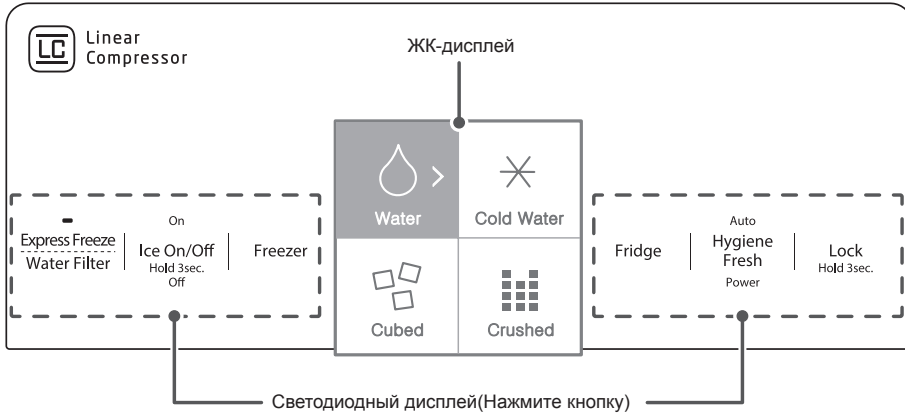 LC
Linear
Compressor
ЖК-дисплей
Water
Cold Water
Cubed
Crushed
Express Freeze
Water Filter
On
Ice On/Off
Hold 3sec.
Off
Freezer
Fridge
Auto
Hygiene
Fresh
Power
Lock
Hold 3sec.
Светодиодный дисплей(Нажмите кнопку)